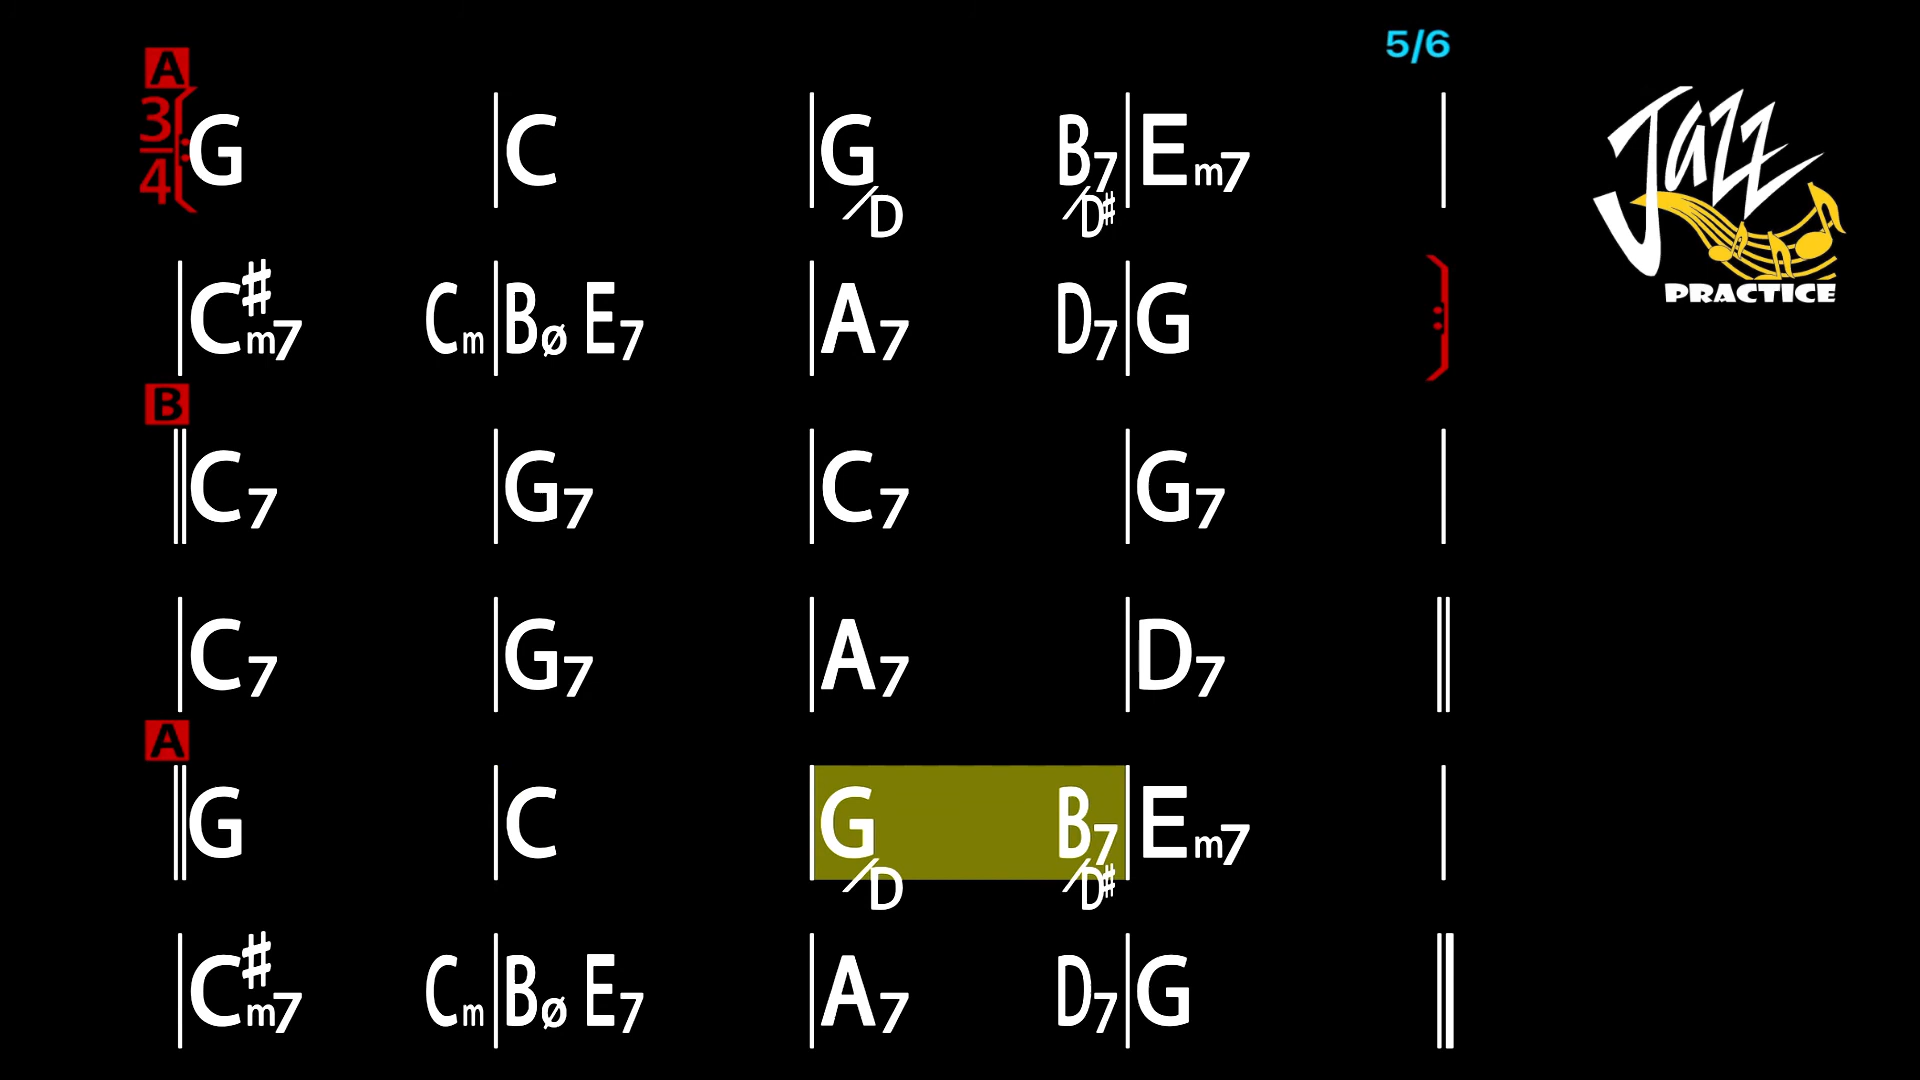 5/6
A
3/4 G C G/D B7/D♯ Em7
C♯m7 Cm Bø E7 A7 D7 G
B
C7 G7 C7 G7
C7 G7 A7 D7
A
G C G/D B7/D♯ Em7
C♯m7 Cm Bø E7 A7 D7 G
Jazz
PRACTICE